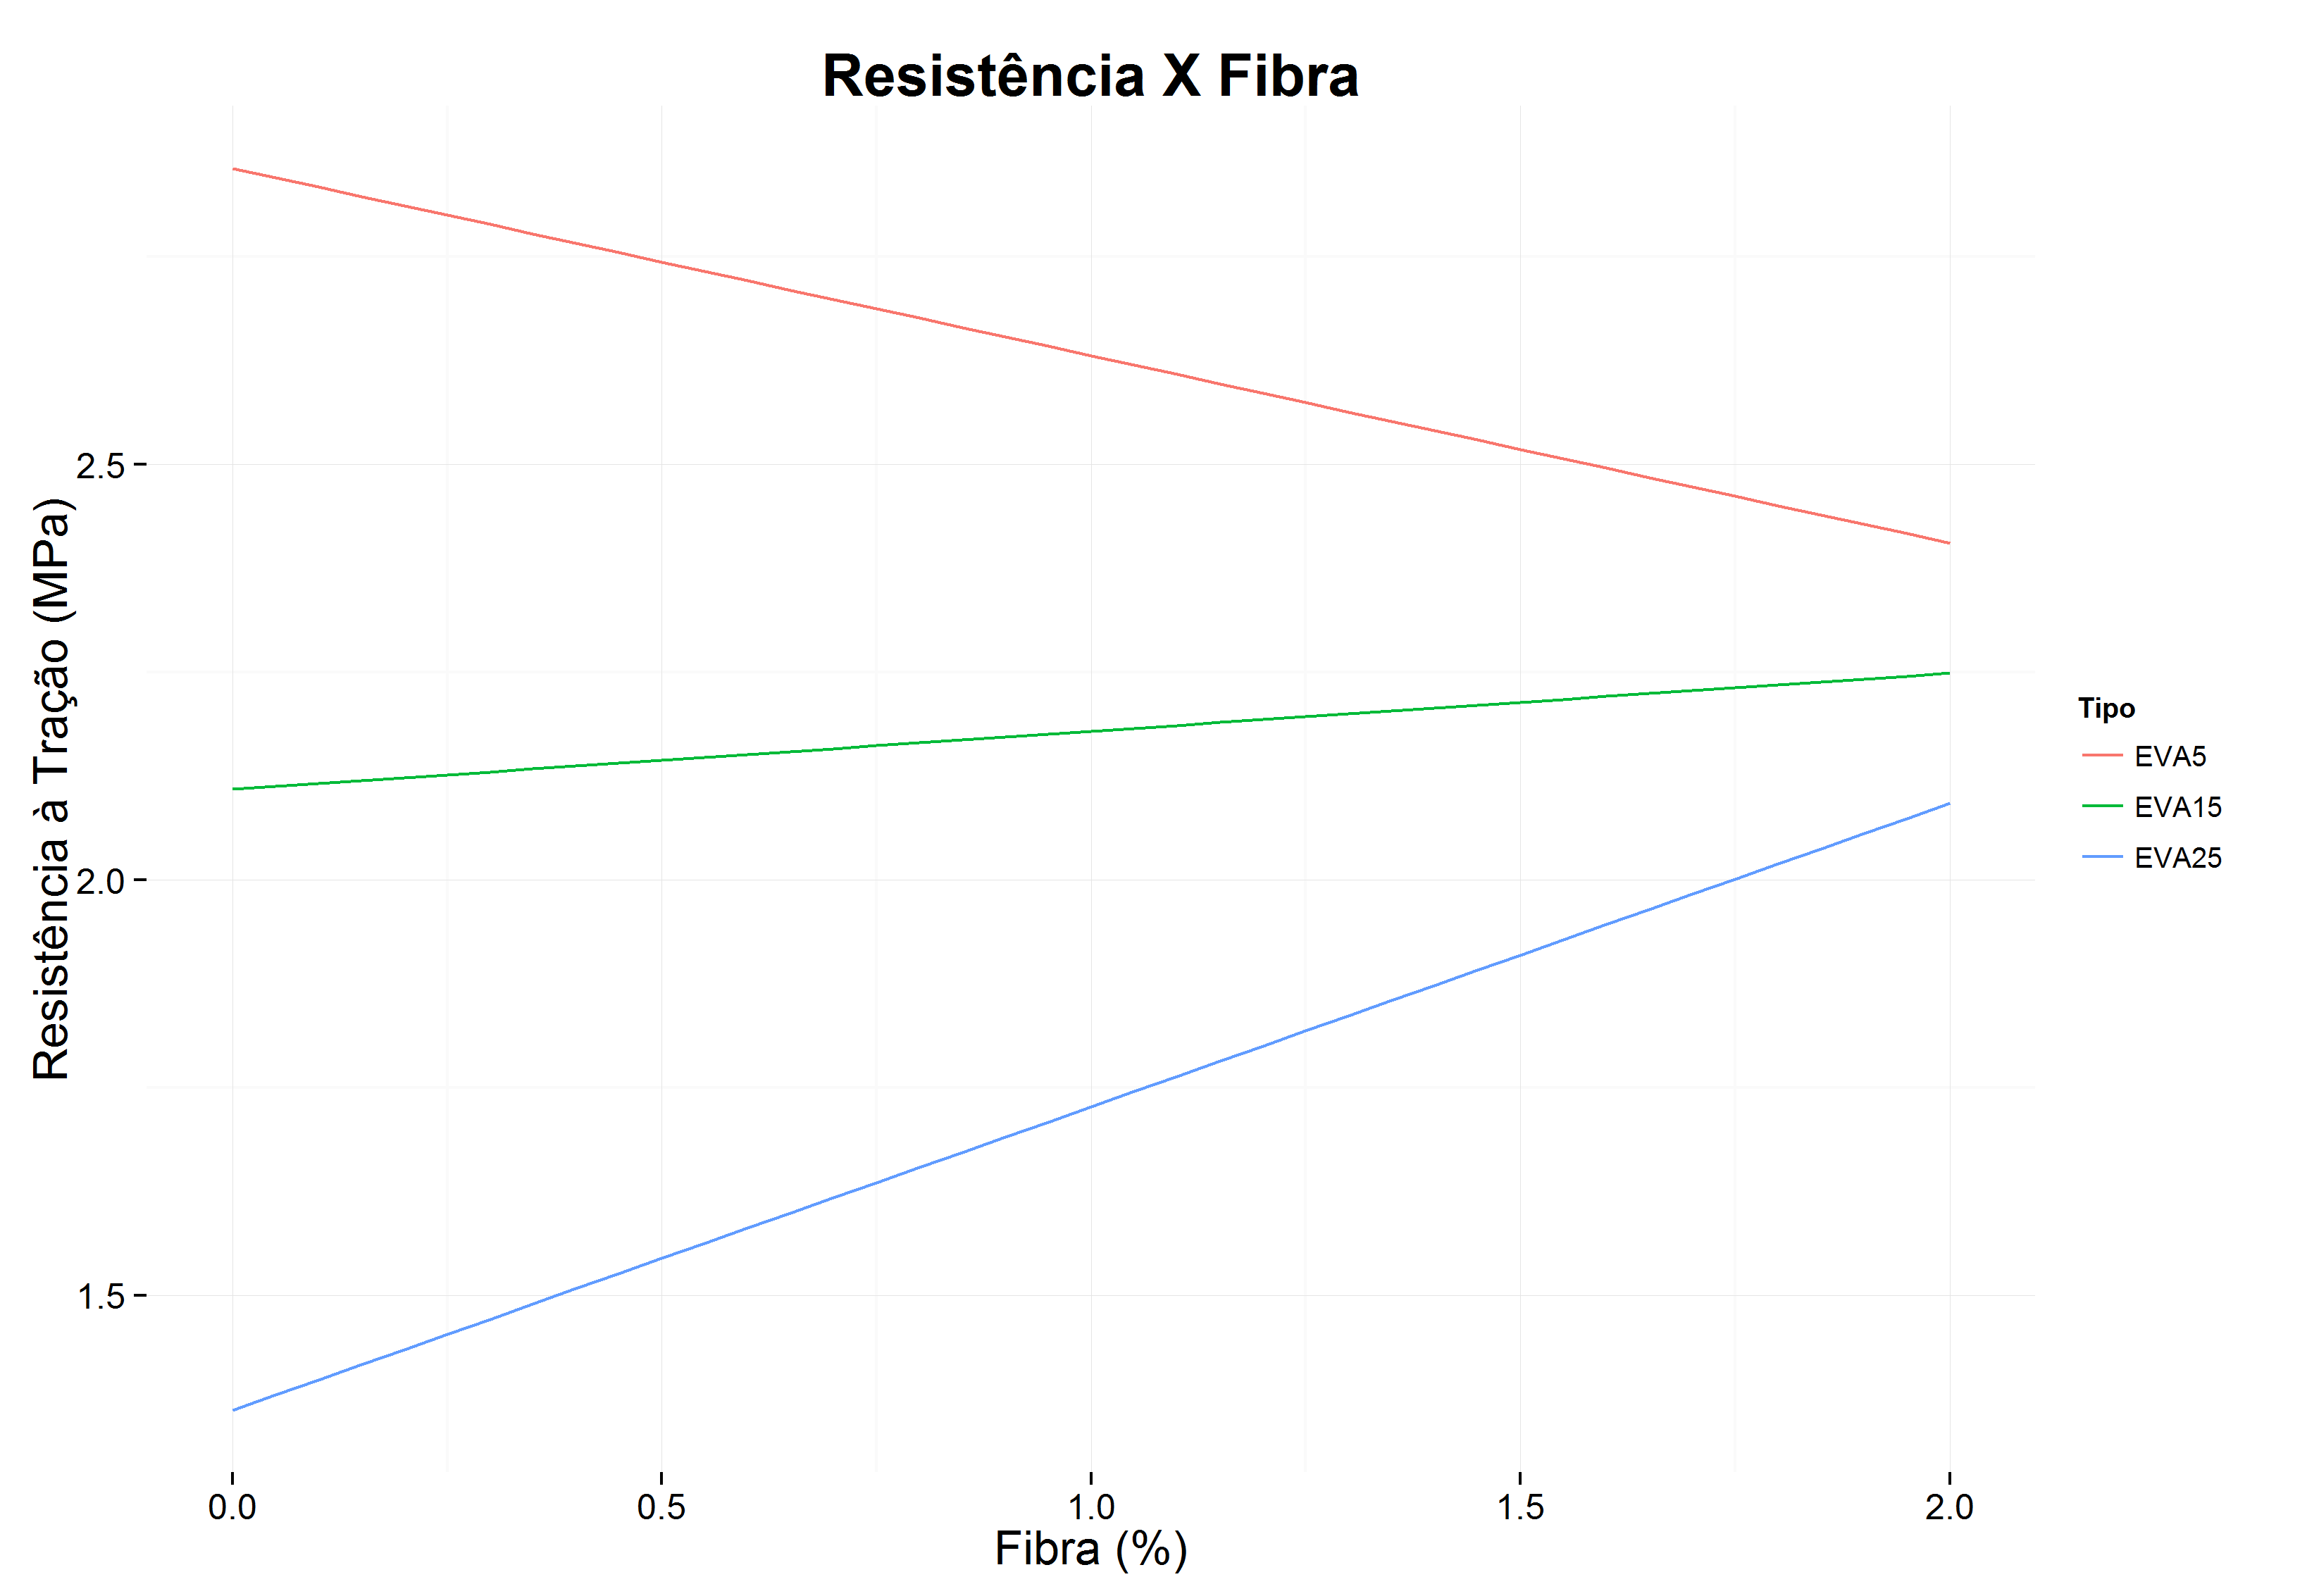 Resistência X Fibra
Resistência à Tração (MPa)
2.5
2.0
1.5
0.0 0.5 1.0 1.5 2.0
Fibra (%)
Tipo
EVA5
EVA15
EVA25